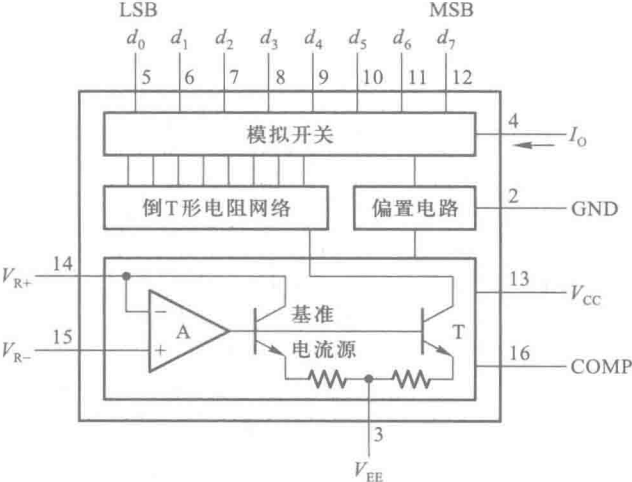 LSB MSB
d0 d1 d2 d3 d4 d5 d6 d7
5 6 7 8 9 10 11 12
模拟开关
4 IO
倒T形电阻网络
偏置电路
2 GND
VR+ 14
13 VCC
基准
− A T
VR− 15
+
电流源
16 COMP
3
VEE